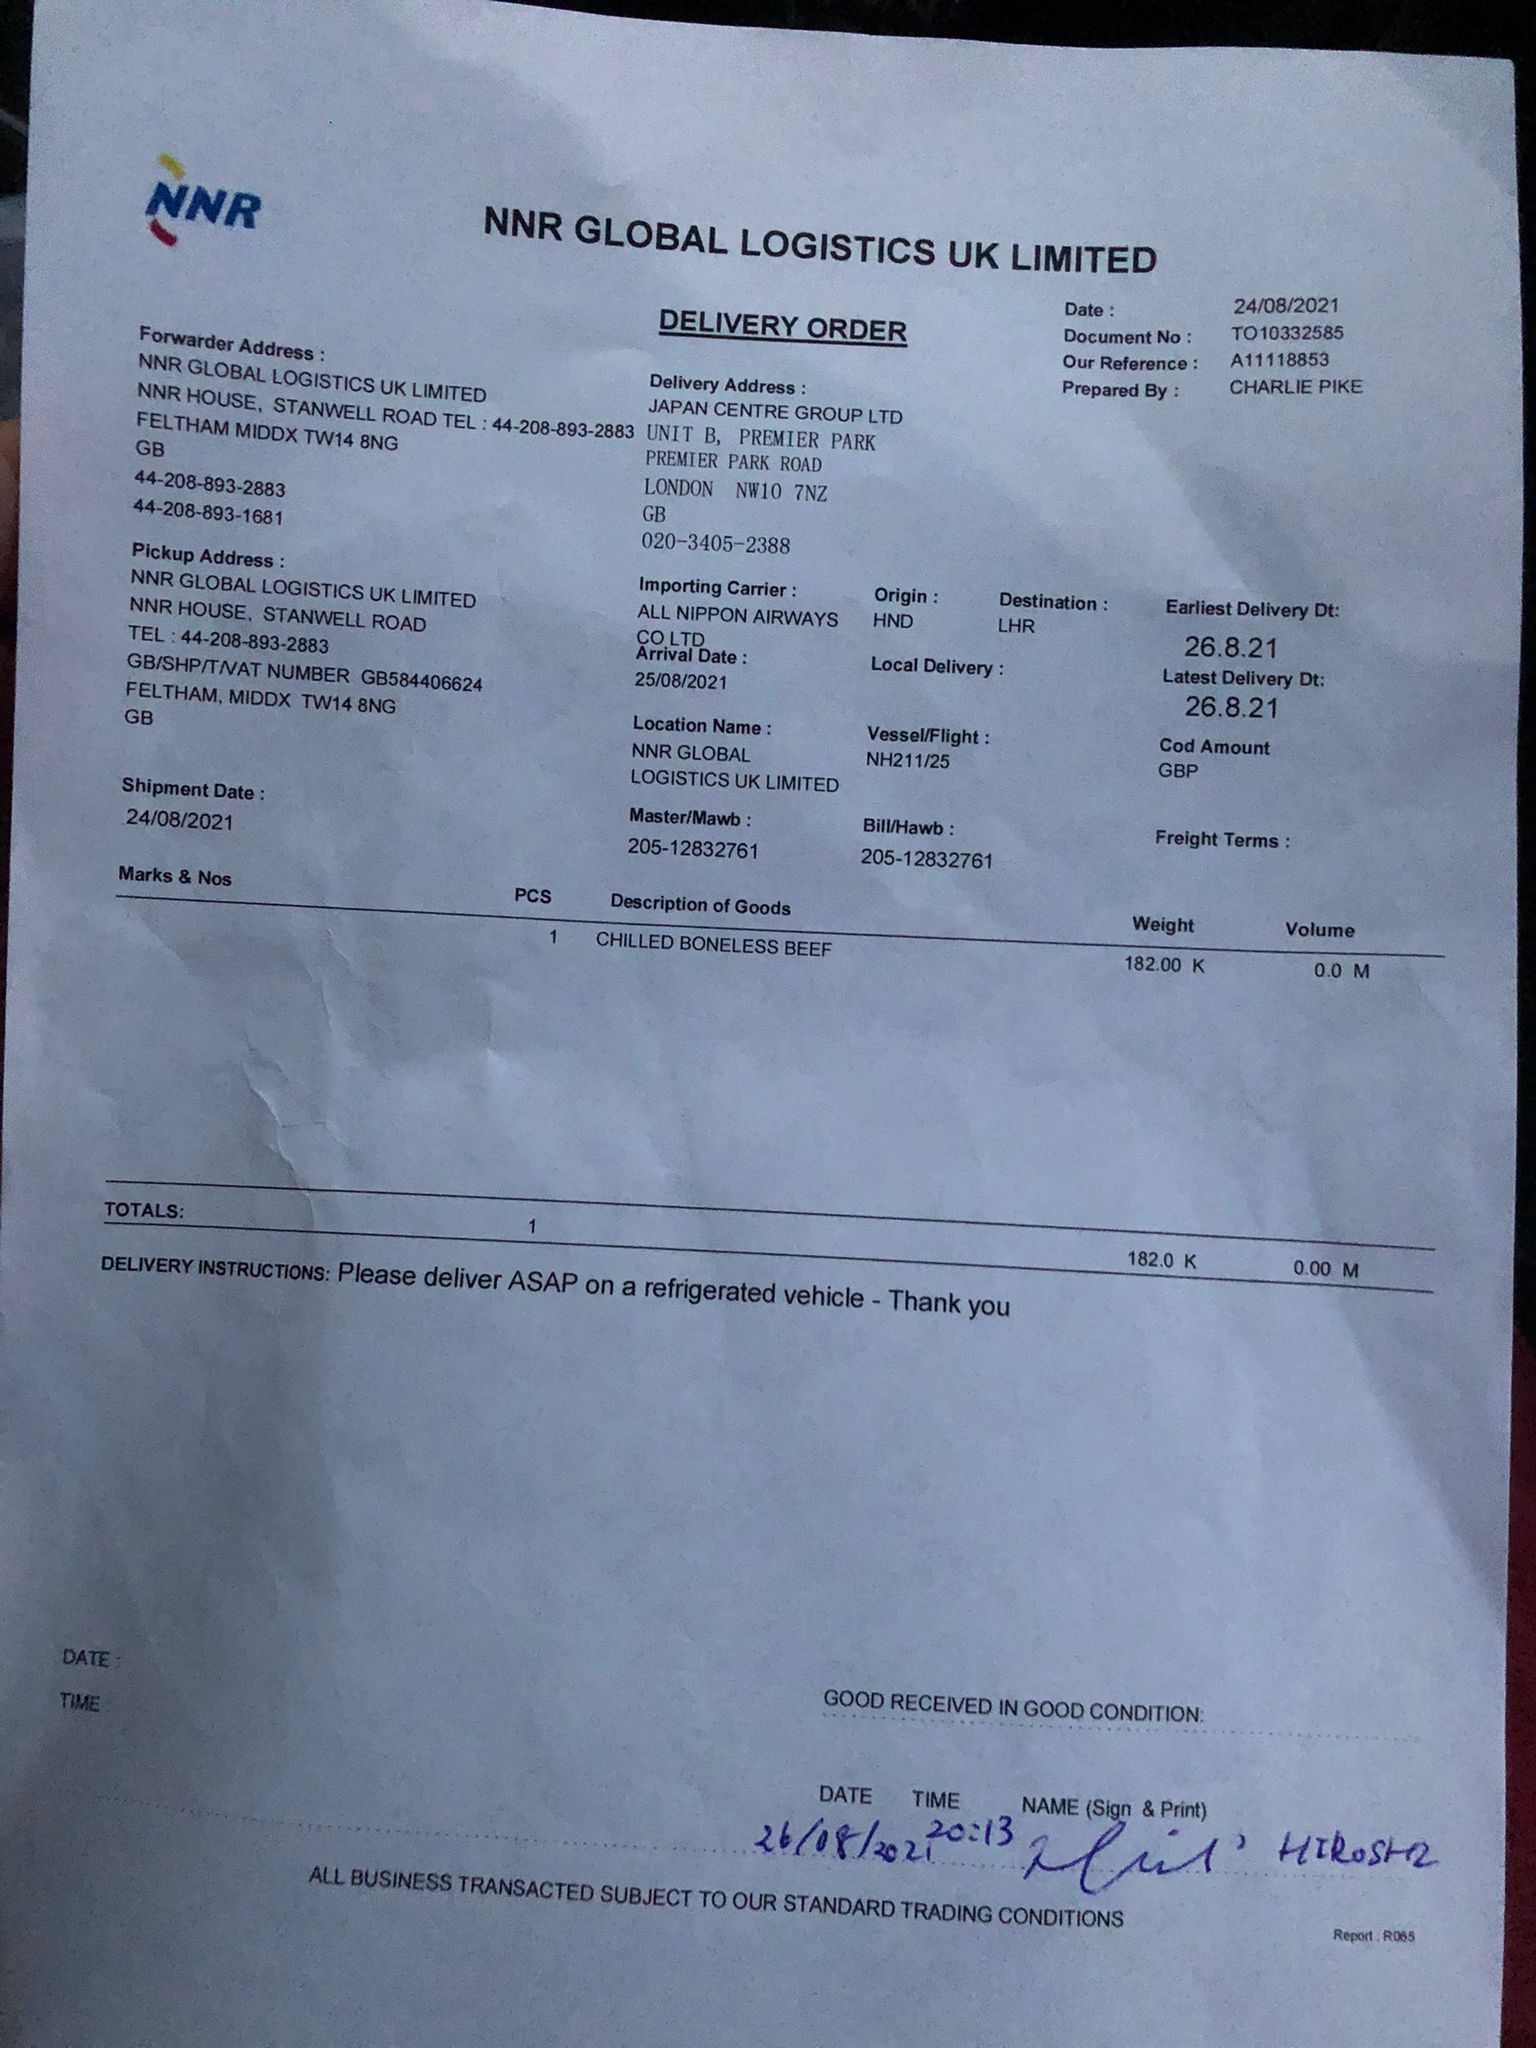 NNR
NNR GLOBAL LOGISTICS UK LIMITED
DELIVERY ORDER
Date : 24/08/2021
Document No : TO10332585
Our Reference : A11118853
Prepared By : CHARLIE PIKE
Forwarder Address :
NNR GLOBAL LOGISTICS UK LIMITED
NNR HOUSE, STANWELL ROAD TEL : 44-208-893-2883
FELTHAM MIDDX TW14 8NG
GB
44-208-893-2883
44-208-893-1681
Delivery Address :
JAPAN CENTRE GROUP LTD
UNIT B, PREMIER PARK
PREMIER PARK ROAD
LONDON NW10 7NZ
GB
020-3405-2388
Pickup Address :
NNR GLOBAL LOGISTICS UK LIMITED
NNR HOUSE, STANWELL ROAD
TEL : 44-208-893-2883
GB/SHP/T/VAT NUMBER GB584406624
FELTHAM, MIDDX TW14 8NG
GB
Importing Carrier : Origin : Destination : Earliest Delivery Dt:
ALL NIPPON AIRWAYS HND LHR 26.8.21
CO LTD
Arrival Date : Local Delivery : Latest Delivery Dt:
25/08/2021 26.8.21
Location Name : Vessel/Flight : Cod Amount
NNR GLOBAL NH211/25 GBP
LOGISTICS UK LIMITED
Shipment Date :
24/08/2021
Master/Mawb : Bill/Hawb : Freight Terms :
205-12832761 205-12832761
Marks & Nos PCS Description of Goods Weight Volume
1 CHILLED BONELESS BEEF 182.00 K 0.0 M
TOTALS: 1 182.0 K 0.00 M
DELIVERY INSTRUCTIONS: Please deliver ASAP on a refrigerated vehicle - Thank you
DATE :
TIME
GOOD RECEIVED IN GOOD CONDITION:
DATE TIME NAME (Sign & Print)
26/08/2021 20:13 HIROSHI
ALL BUSINESS TRANSACTED SUBJECT TO OUR STANDARD TRADING CONDITIONS
Report : R065